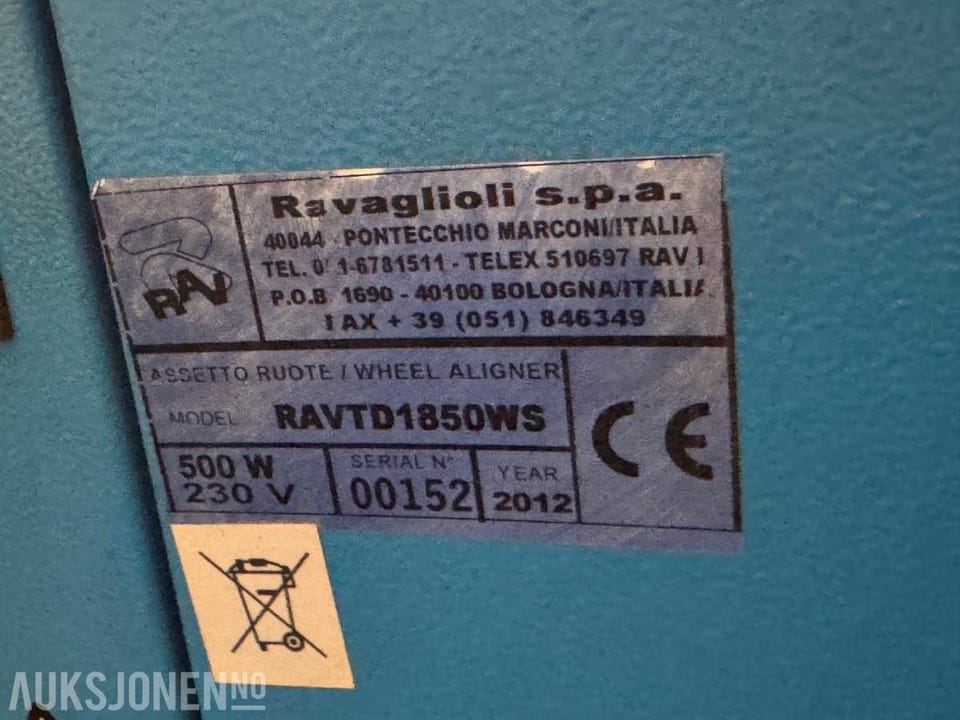 RAV
Ravaglioli s.p.a.
40044 PONTECCHIO MARCONI/ITALIA
TEL. 0 1-6781511 - TELEX 510697 RAV I
P.O.B. 1690 - 40100 BOLOGNA/ITALIA
FAX + 39 (051) 846349
ASSETTO RUOTE / WHEEL ALIGNER
MODEL RAVTD1850WS
500 W
230 V
SERIAL N°
00152
YEAR
2012
CE
AUKSJONEN.NO